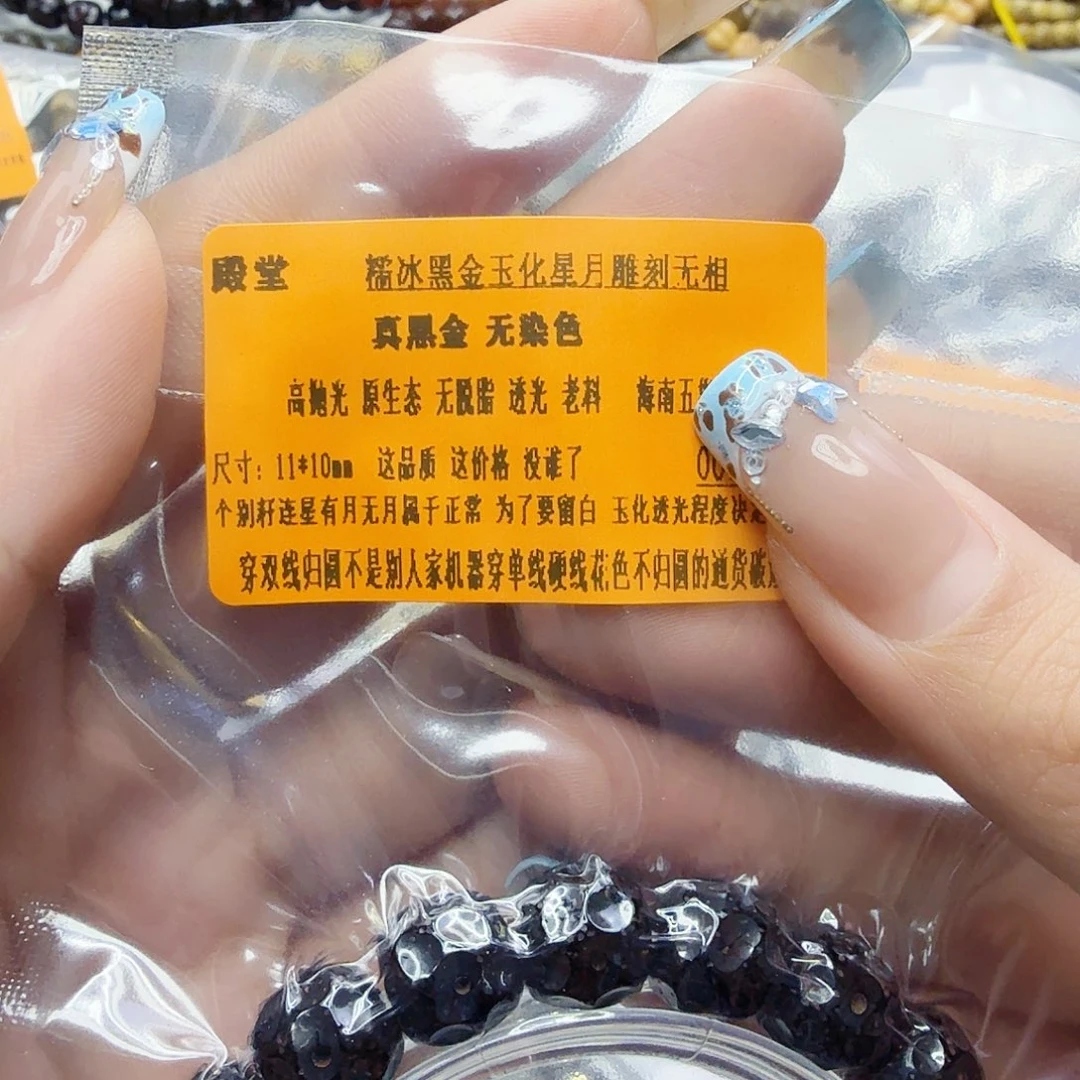 殿堂 糯冰黑金玉化星月雕刻无相
真黑金 无染色
高抛光 原生态 无脱脂 透光 老料 海南五
尺寸：11*10mm 这品质 这价格 没谁了
个别籽连星有月无月属于正常 为了要留白 玉化透光程度决
穿双线归圆不是别人家机器穿单线硬线花色不归圆的通货破